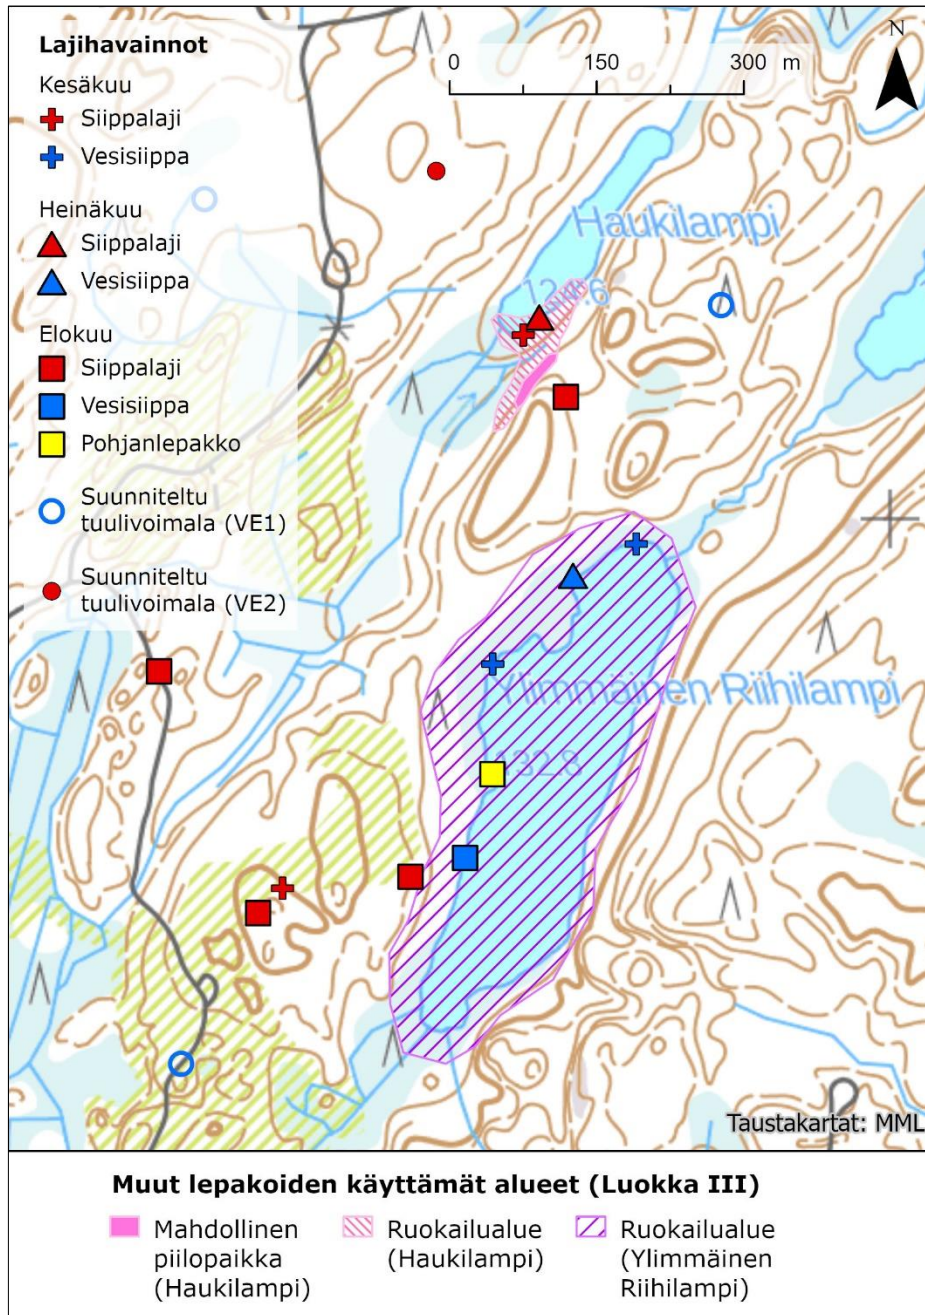 Lajihavainnot
Kesäkuu
Siippalaji
Vesisiippa
Heinäkuu
Siippalaji
Vesisiippa
Elokuu
Siippalaji
Vesisiippa
Pohjanlepakko
Suunniteltu
tuulivoimala (VE1)
Suunniteltu
tuulivoimala (VE2)
0 150 300 m
N
Haukilampi
Ylimmäinen Riihilampi
132.8
Taustakartat: MML
Muut lepakoiden käyttämät alueet (Luokka III)
Mahdollinen
piilopaikka
(Haukilampi)
Ruokailualue
(Haukilampi)
Ruokailualue
(Ylimmäinen
Riihilampi)